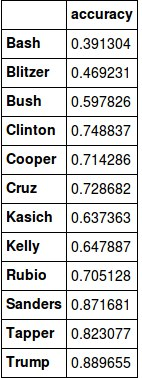 accuracy
Bash 0.391304
Blitzer 0.469231
Bush 0.597826
Clinton 0.748837
Cooper 0.714286
Cruz 0.728682
Kasich 0.637363
Kelly 0.647887
Rubio 0.705128
Sanders 0.871681
Tapper 0.823077
Trump 0.889655